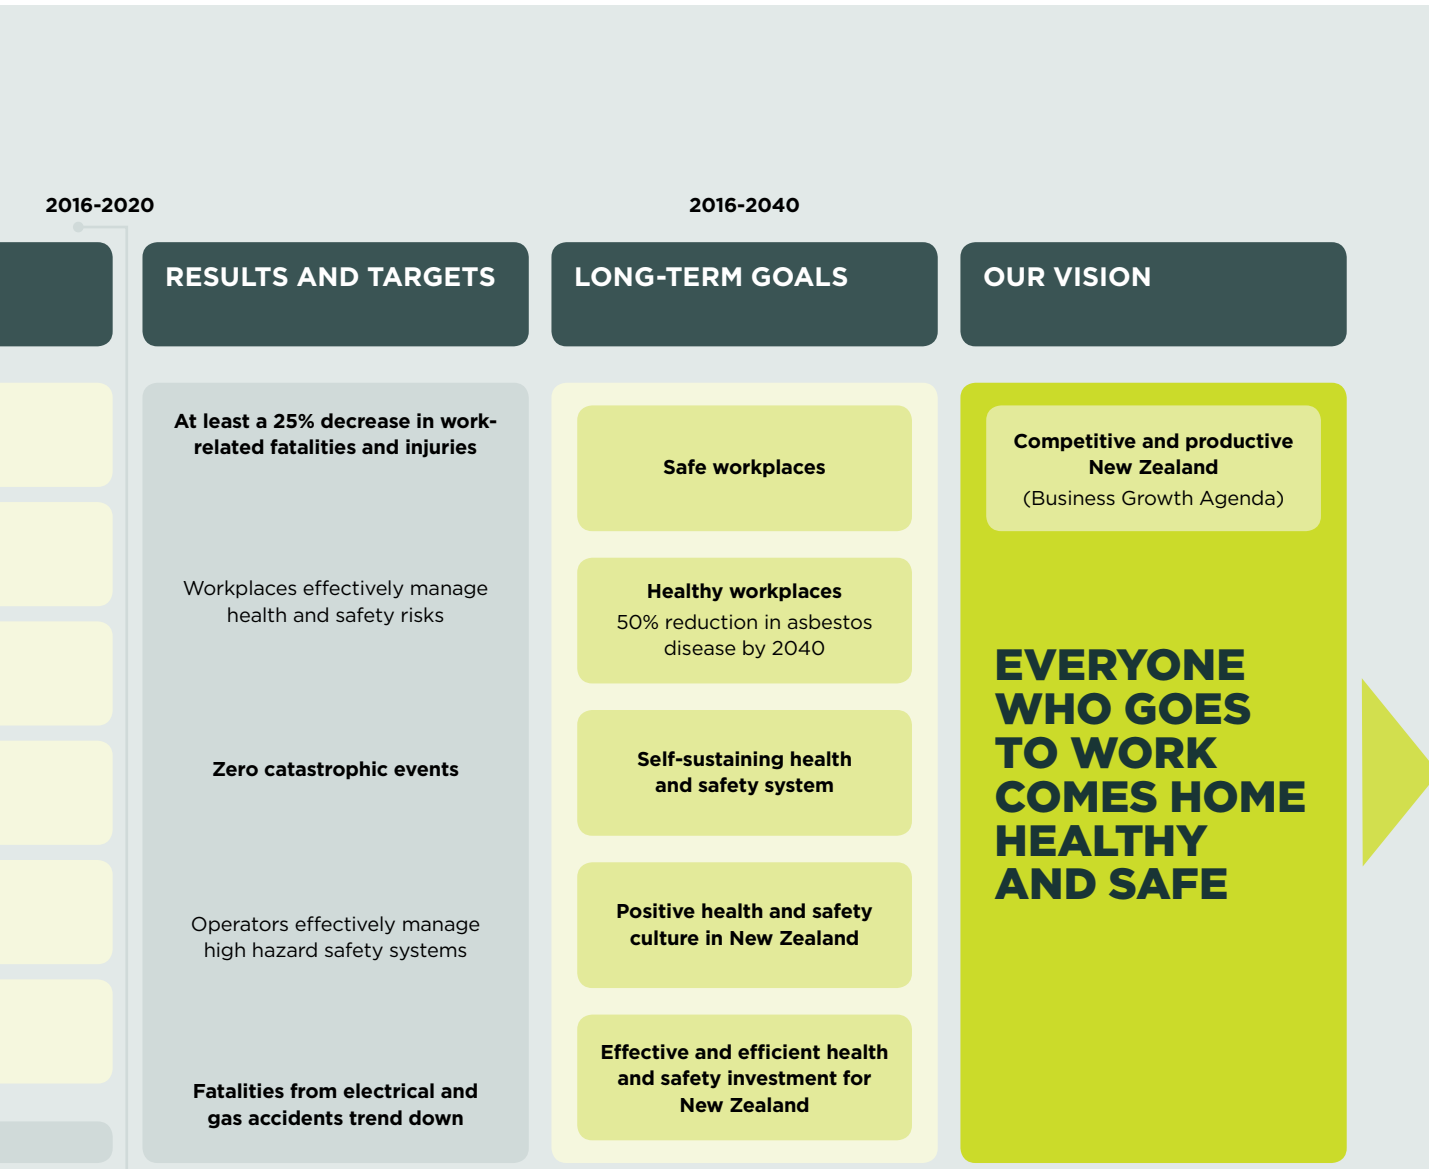 2016-2020
2016-2040
RESULTS AND TARGETS
At least a 25% decrease in work-
related fatalities and injuries
Workplaces effectively manage
health and safety risks
Zero catastrophic events
Operators effectively manage
high hazard safety systems
Fatalities from electrical and
gas accidents trend down
LONG-TERM GOALS
Safe workplaces
Healthy workplaces
50% reduction in asbestos
disease by 2040
Self-sustaining health
and safety system
Positive health and safety
culture in New Zealand
Effective and efficient health
and safety investment for
New Zealand
OUR VISION
Competitive and productive
New Zealand
(Business Growth Agenda)
EVERYONE
WHO GOES
TO WORK
COMES HOME
HEALTHY
AND SAFE